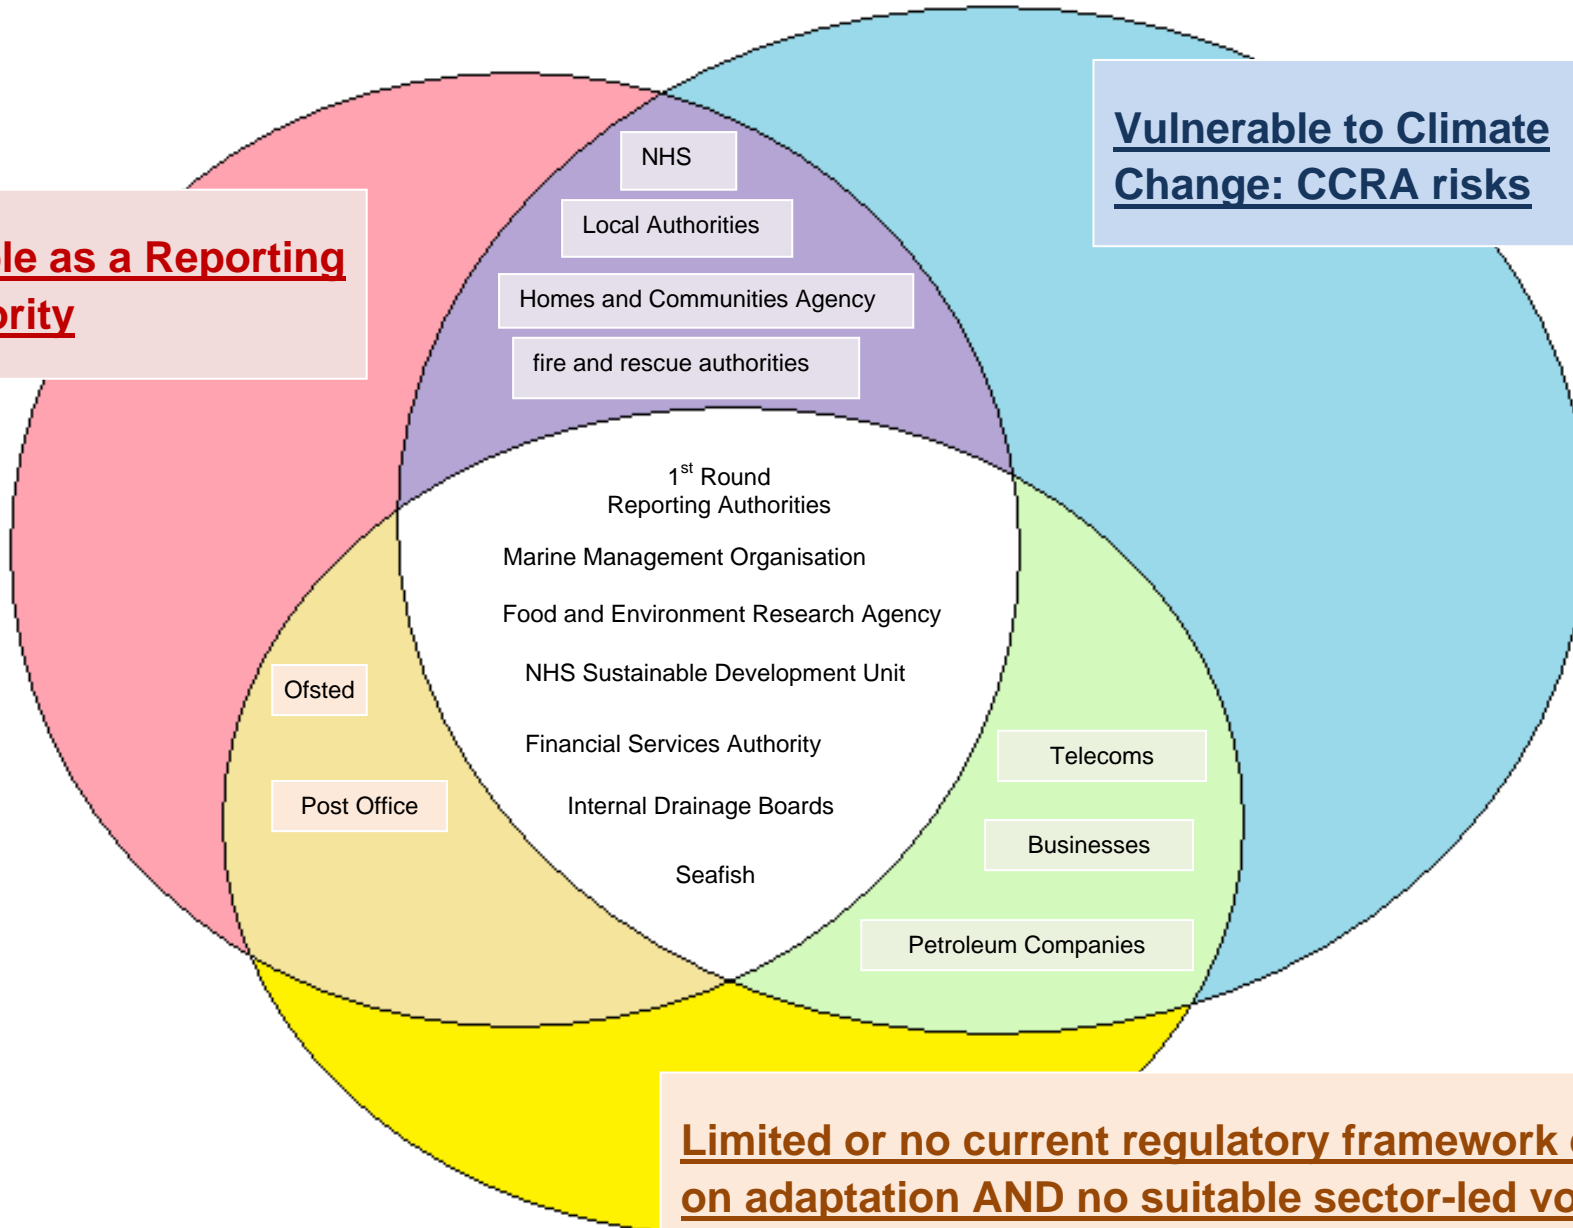 Vulnerable to Climate
Change: CCRA risks
as a Reporting
NHS
Local Authorities
Homes and Communities Agency
fire and rescue authorities
1st Round
Reporting Authorities
Marine Management Organisation
Food and Environment Research Agency
NHS Sustainable Development Unit
Financial Services Authority
Internal Drainage Boards
Seafish
Ofsted
Post Office
Telecoms
Businesses
Petroleum Companies
Limited or no current regulatory framework
on adaptation AND no suitable sector-led